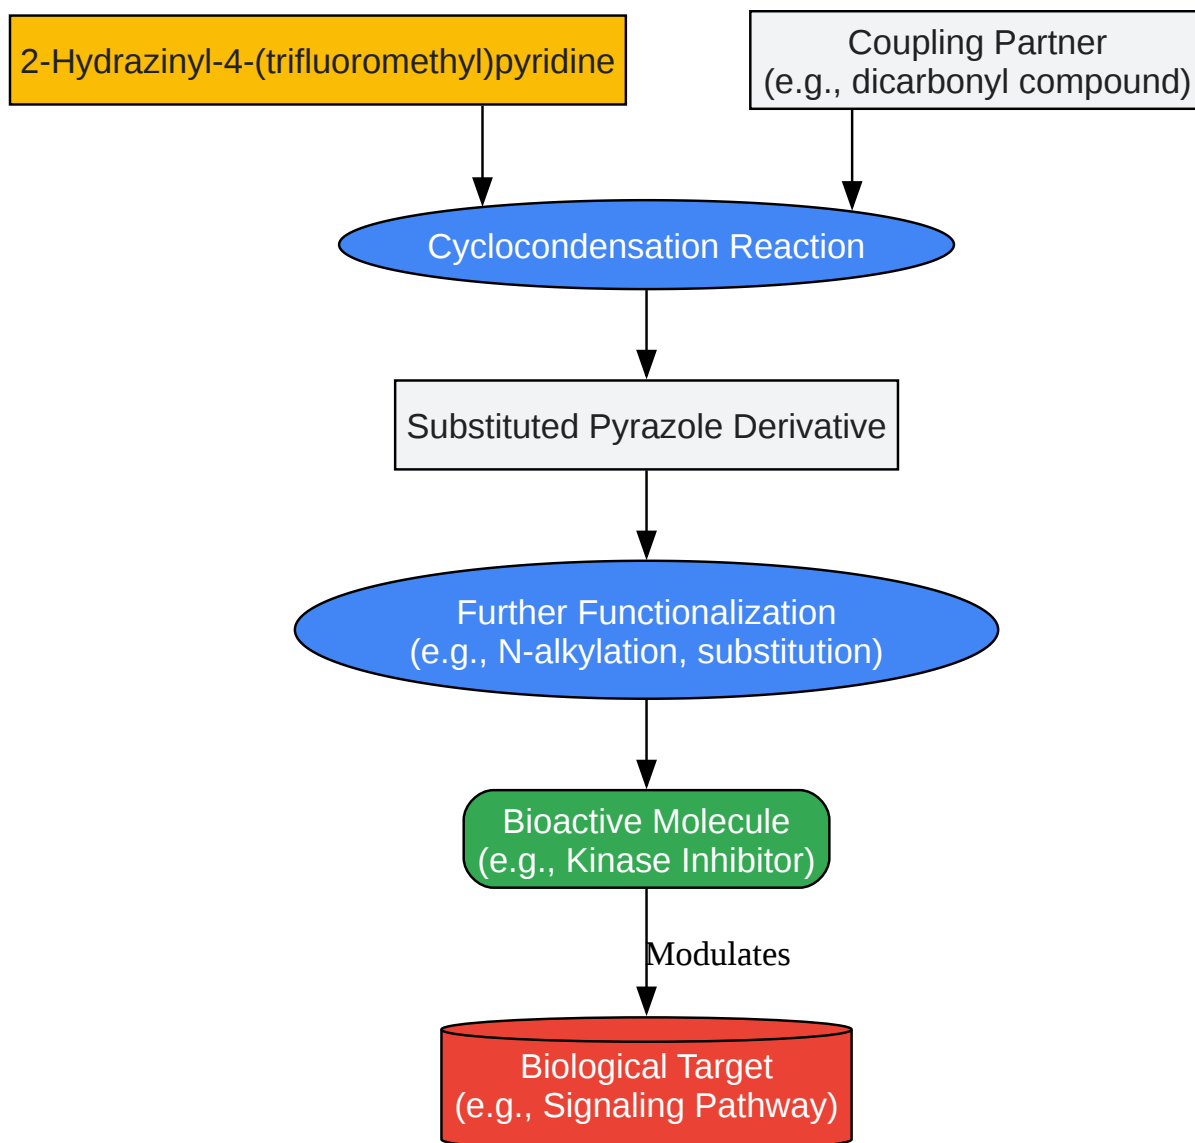 2-Hydrazinyl-4-(trifluoromethyl)pyridine
Coupling Partner
(e.g., dicarbonyl compound)
Cyclocondensation Reaction
Substituted Pyrazole Derivative
Further Functionalization
(e.g., N-alkylation, substitution)
Bioactive Molecule
(e.g., Kinase Inhibitor)
Modulates
Biological Target
(e.g., Signaling Pathway)